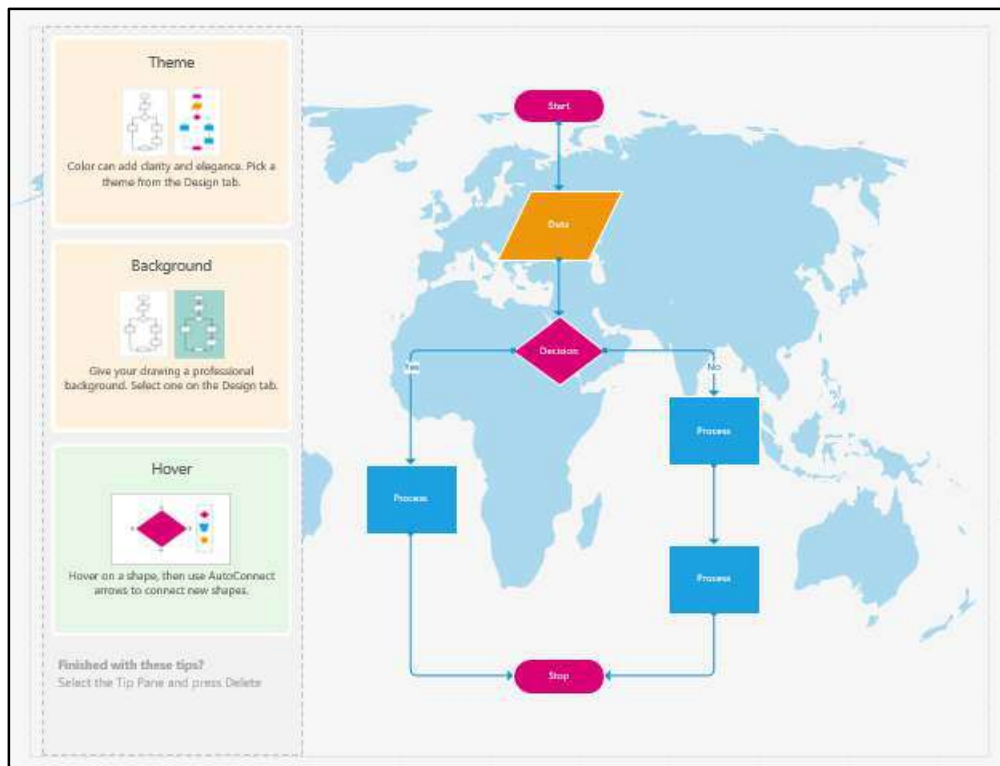 Theme
Color can add clarity and elegance. Pick a
theme from the Design tab.
Background
Give your drawing a professional
background. Select one on the Design tab.
Hover
Hover on a shape, then use AutoConnect
arrows to connect new shapes.
Finished with these tips?
Select the Tip Pane and press Delete
Start
Data
Decision
Yes
No
Process
Process
Process
Stop